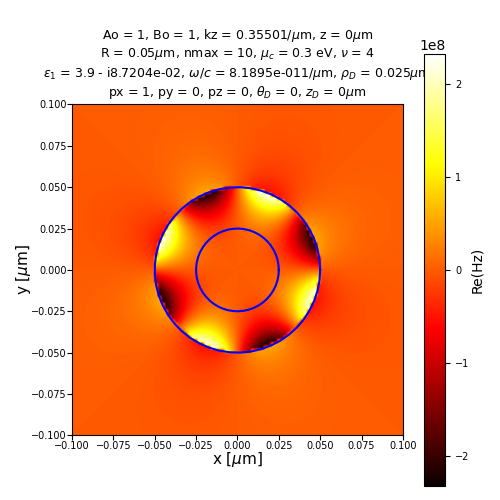 Ao = 1, Bo = 1, kz = 0.35501/μm, z = 0μm
R = 0.05μm, nmax = 10, μc = 0.3 eV, ν = 4
ε1 = 3.9 - i8.7204e-02, ω/c = 8.1895e-011/μm, ρD = 0.025μm
px = 1, py = 0, pz = 0, θD = 0, zD = 0μm
1e8
0.100
0.075
0.050
0.025
0.000
−0.025
−0.050
−0.075
−0.100
y [μm]
−0.100 −0.075 −0.050 −0.025 0.000 0.025 0.050 0.075 0.100
x [μm]
2
1
0
−1
−2
Re(Hz)